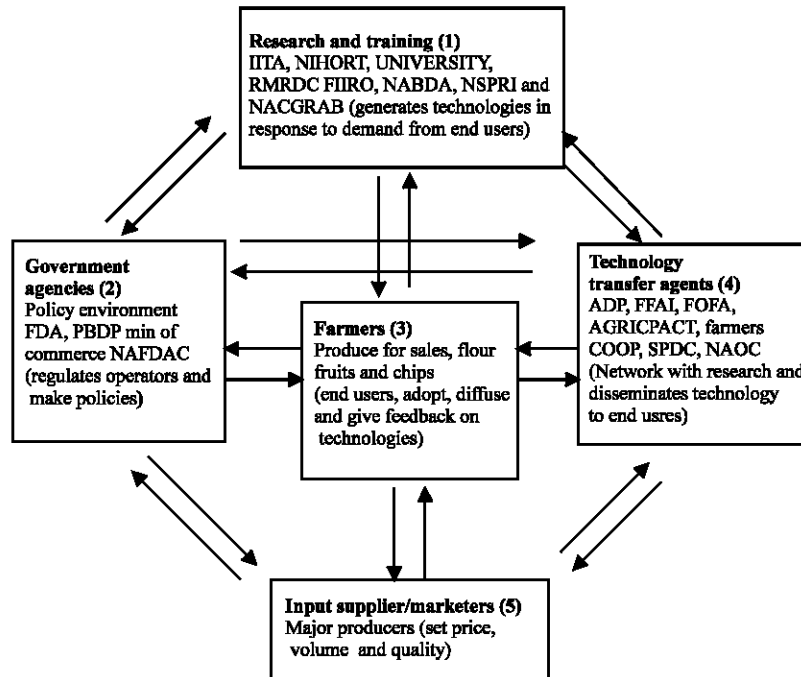 Research and training (1)
IITA, NIHORT, UNIVERSITY,
RMRDC FIIRO, NABDA, NSPRI and
NACGRAB (generates technologies in
response to demand from end users)
Government
agencies (2)
Policy environment
FDA, PBDP min of
commerce NAFDAC
(regulates operators and
make policies)
Farmers (3)
Produce for sales, flour
fruits and chips
(end users, adopt, diffuse
and give feedback on
technologies)
Technology
transfer agents (4)
ADP, FFAI, FOFA,
AGRICPACT, farmers
COOP, SPDC, NAOC
(Network with research and
disseminates technology
to end usres)
Input supplier/marketers (5)
Major producers (set price,
volume and quality)